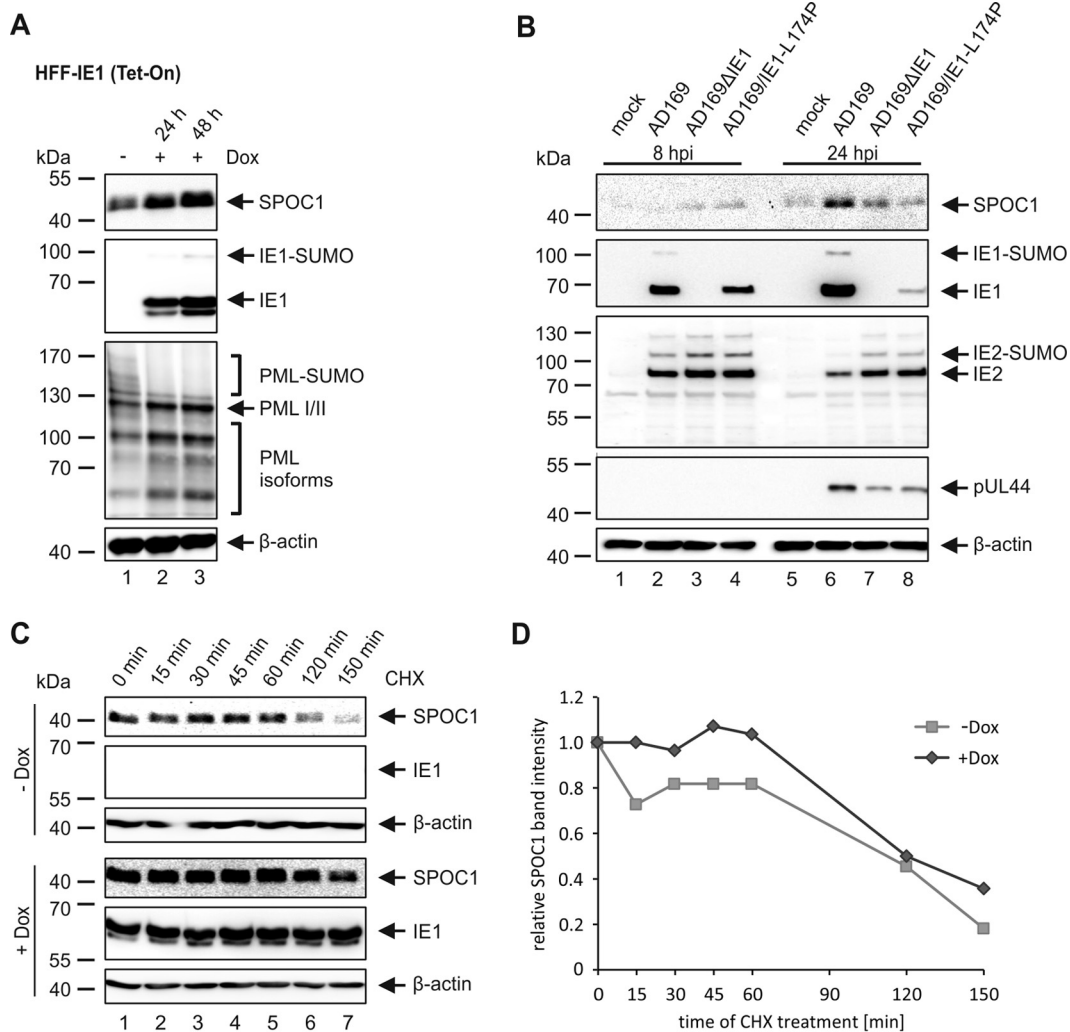 A
HFF-IE1 (Tet-On)
24 h
48 h
kDa
- + + Dox
55
40
SPOC1
100
70
IE1-SUMO
IE1
170
130
100
70
PML-SUMO
PML I/II
PML
isoforms
40
β-actin
1 2 3
B
mock
AD169
AD169ΔIE1
AD169/IE1-L174P
mock
AD169
AD169ΔIE1
AD169/IE1-L174P
kDa
8 hpi
24 hpi
40
SPOC1
100
70
IE1-SUMO
IE1
130
100
70
55
IE2-SUMO
IE2
55
40
pUL44
40
β-actin
1 2 3 4 5 6 7 8
C
0 min
15 min
30 min
45 min
60 min
120 min
150 min
kDa
CHX
- Dox
40
SPOC1
70
55
IE1
40
β-actin
+ Dox
40
SPOC1
70
55
IE1
40
β-actin
1 2 3 4 5 6 7
D
relative SPOC1 band intensity
1.2
1.0
0.8
0.6
0.4
0.2
0
-Dox
+Dox
0 15 30 45 60 90 120 150
time of CHX treatment [min]